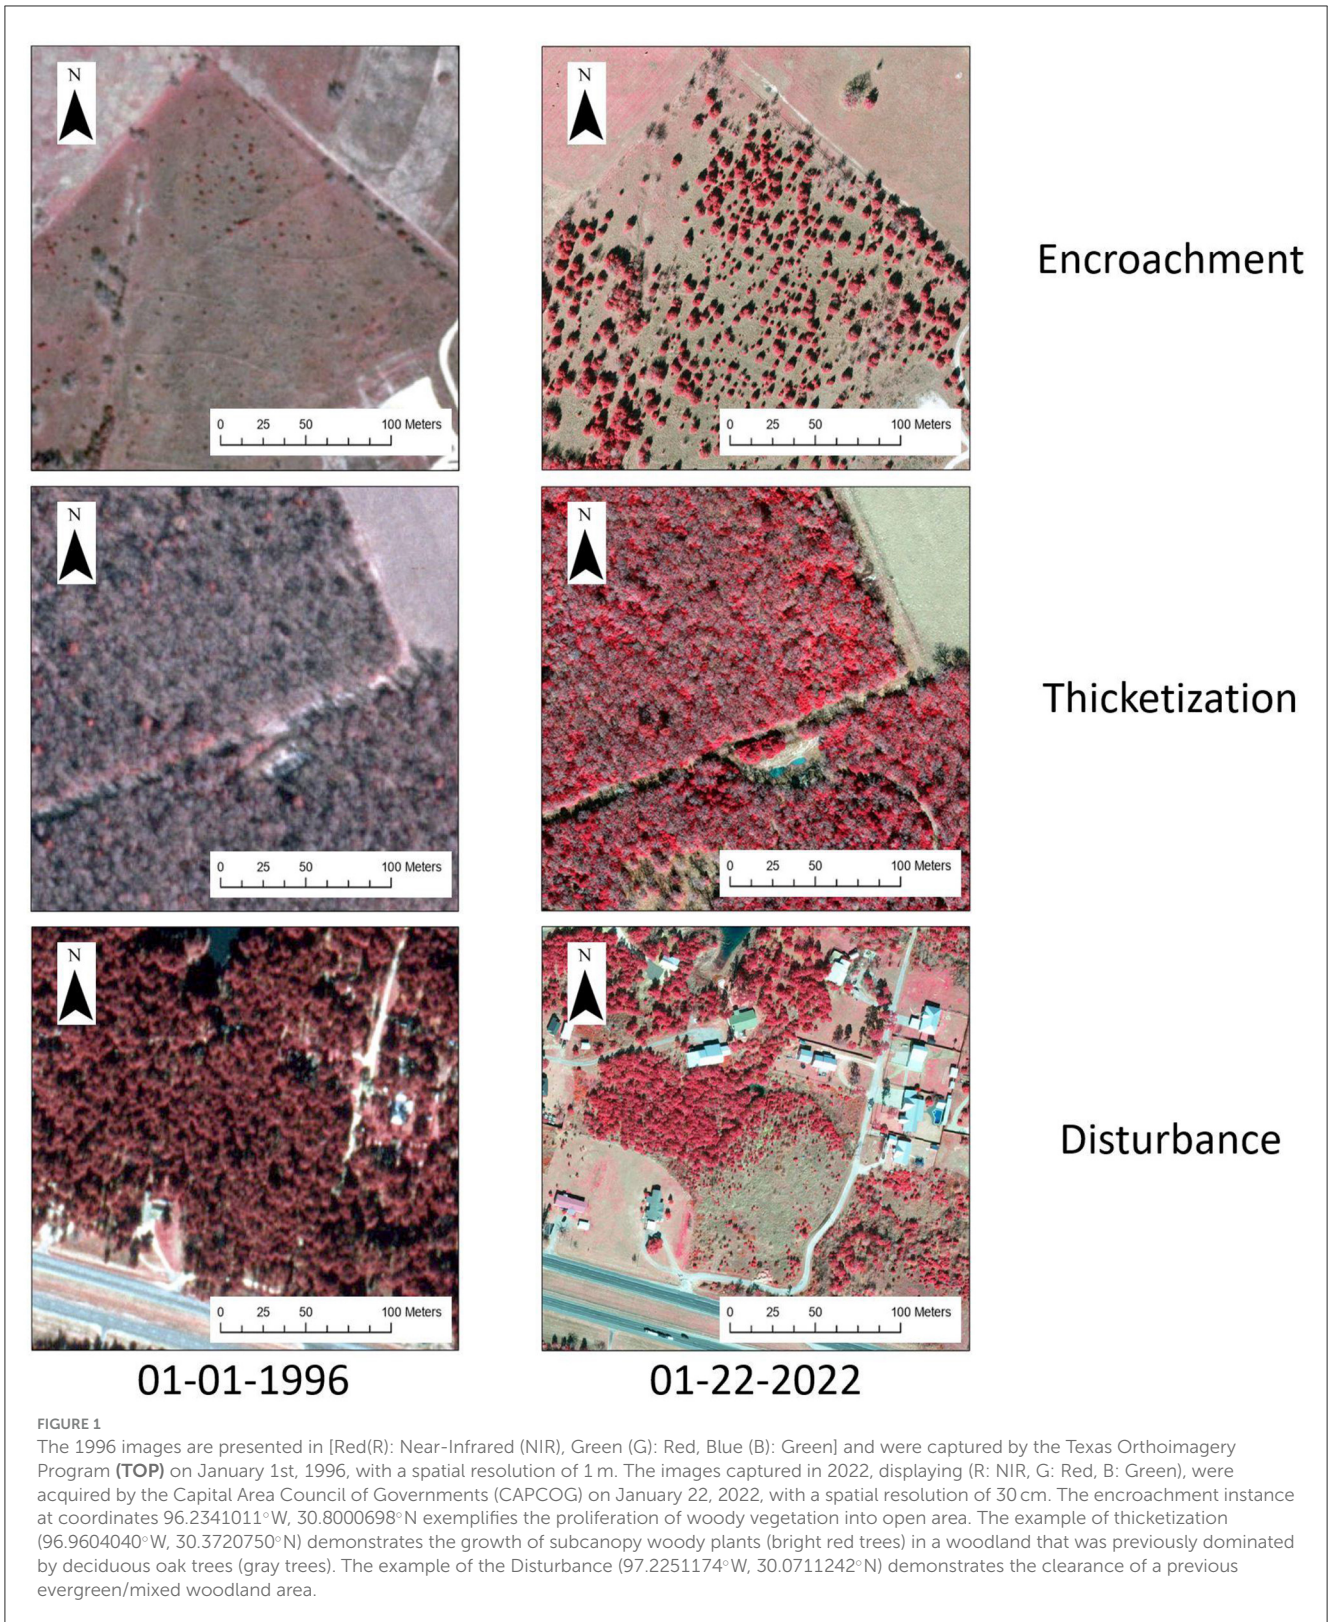 N
0 25 50 100 Meters
N
0 25 50 100 Meters
Encroachment
N
0 25 50 100 Meters
N
0 25 50 100 Meters
Thicketization
N
0 25 50 100 Meters
N
0 25 50 100 Meters
Disturbance
01-01-1996
01-22-2022
FIGURE 1
The 1996 images are presented in [Red(R): Near-Infrared (NIR), Green (G): Red, Blue (B): Green] and were captured by the Texas Orthoimagery
Program (TOP) on January 1st, 1996, with a spatial resolution of 1 m. The images captured in 2022, displaying (R: NIR, G: Red, B: Green), were
acquired by the Capital Area Council of Governments (CAPCOG) on January 22, 2022, with a spatial resolution of 30 cm. The encroachment instance
at coordinates 96.2341011°W, 30.8000698°N exemplifies the proliferation of woody vegetation into open area. The example of thicketization
(96.9604040°W, 30.3720750°N) demonstrates the growth of subcanopy woody plants (bright red trees) in a woodland that was previously dominated
by deciduous oak trees (gray trees). The example of the Disturbance (97.2251174°W, 30.0711242°N) demonstrates the clearance of a previous
evergreen/mixed woodland area.